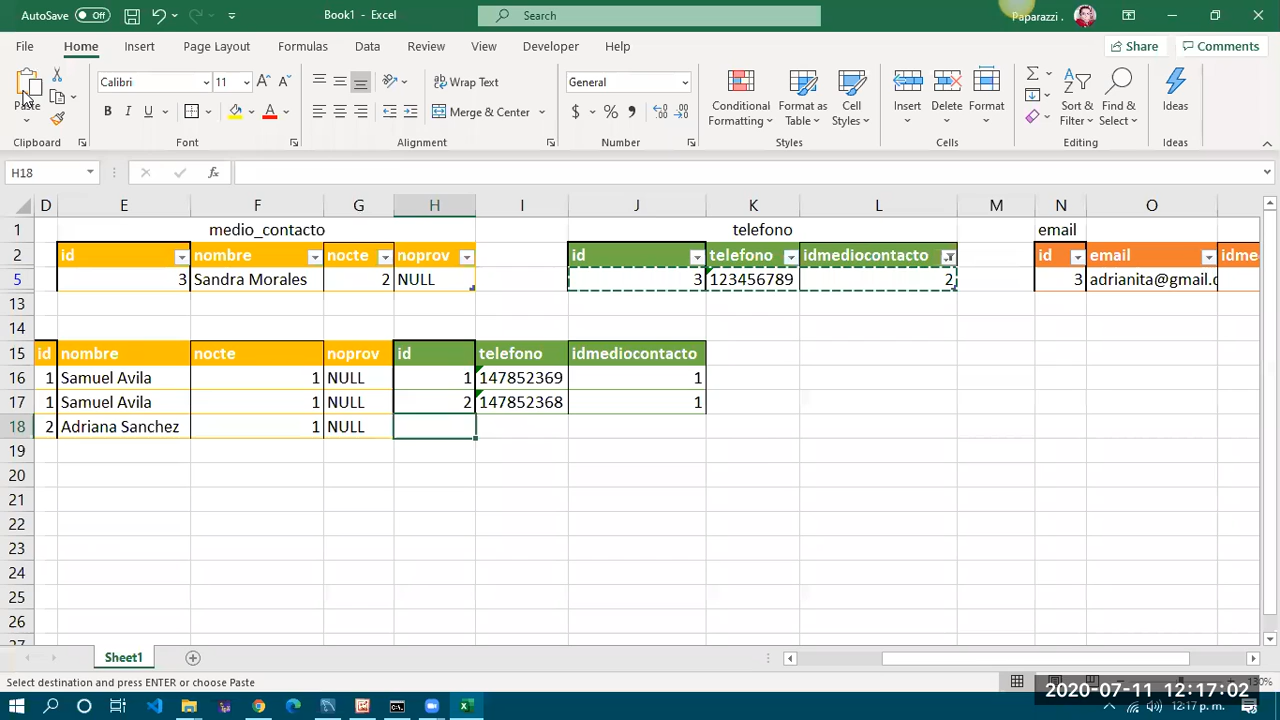 AutoSave Off Book1 - Excel Search Paparazzi .
File Home Insert Page Layout Formulas Data Review View Developer Help Share Comments
Paste Calibri 11 Wrap Text General Conditional Formatting Format as Table Cell Styles Insert Delete Format Sort & Filter Find & Select Ideas
B I U Merge & Center $ % ,
Clipboard Font Alignment Number Styles Cells Editing Ideas
H18 fx
D E F G H I J K L M N O
1 medio_contacto telefono email
2 id nombre nocte noprov id telefono idmediocontacto id email idme
5 3 Sandra Morales 2 NULL 3 123456789 2 3 adrianita@gmail.c
13
14
15 id nombre nocte noprov id telefono idmediocontacto
16 1 Samuel Avila 1 NULL 1 147852369 1
17 1 Samuel Avila 1 NULL 2 147852368 1
18 2 Adriana Sanchez 1 NULL
19
20
21
22
23
24
25
26
27
Sheet1
Select destination and press ENTER or choose Paste 130%
2020-07-11 12:17:02
12:17 p. m.